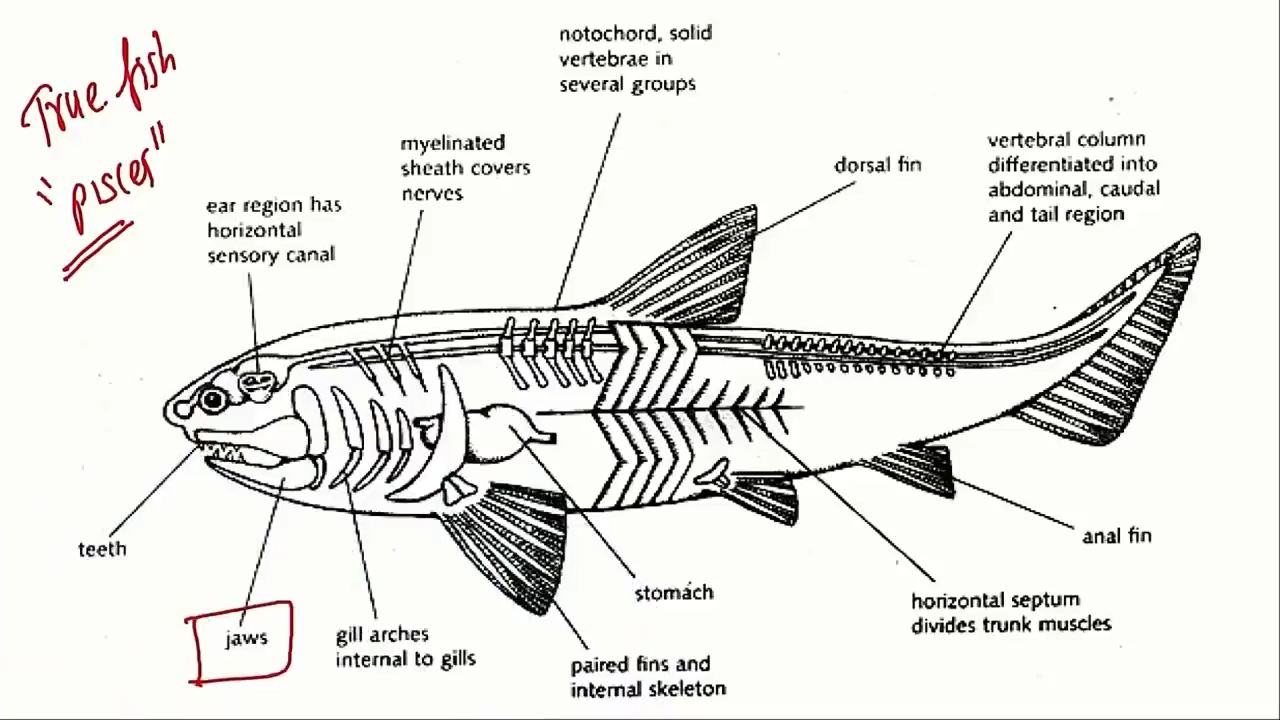 True fish
"pisces"
notochord, solid
vertebrae in
several groups
myelinated
sheath covers
nerves
dorsal fin
vertebral column
differentiated into
abdominal, caudal
and tail region
ear region has
horizontal
sensory canal
teeth
jaws
gill arches
internal to gills
paired fins and
internal skeleton
stomach
horizontal septum
divides trunk muscles
anal fin